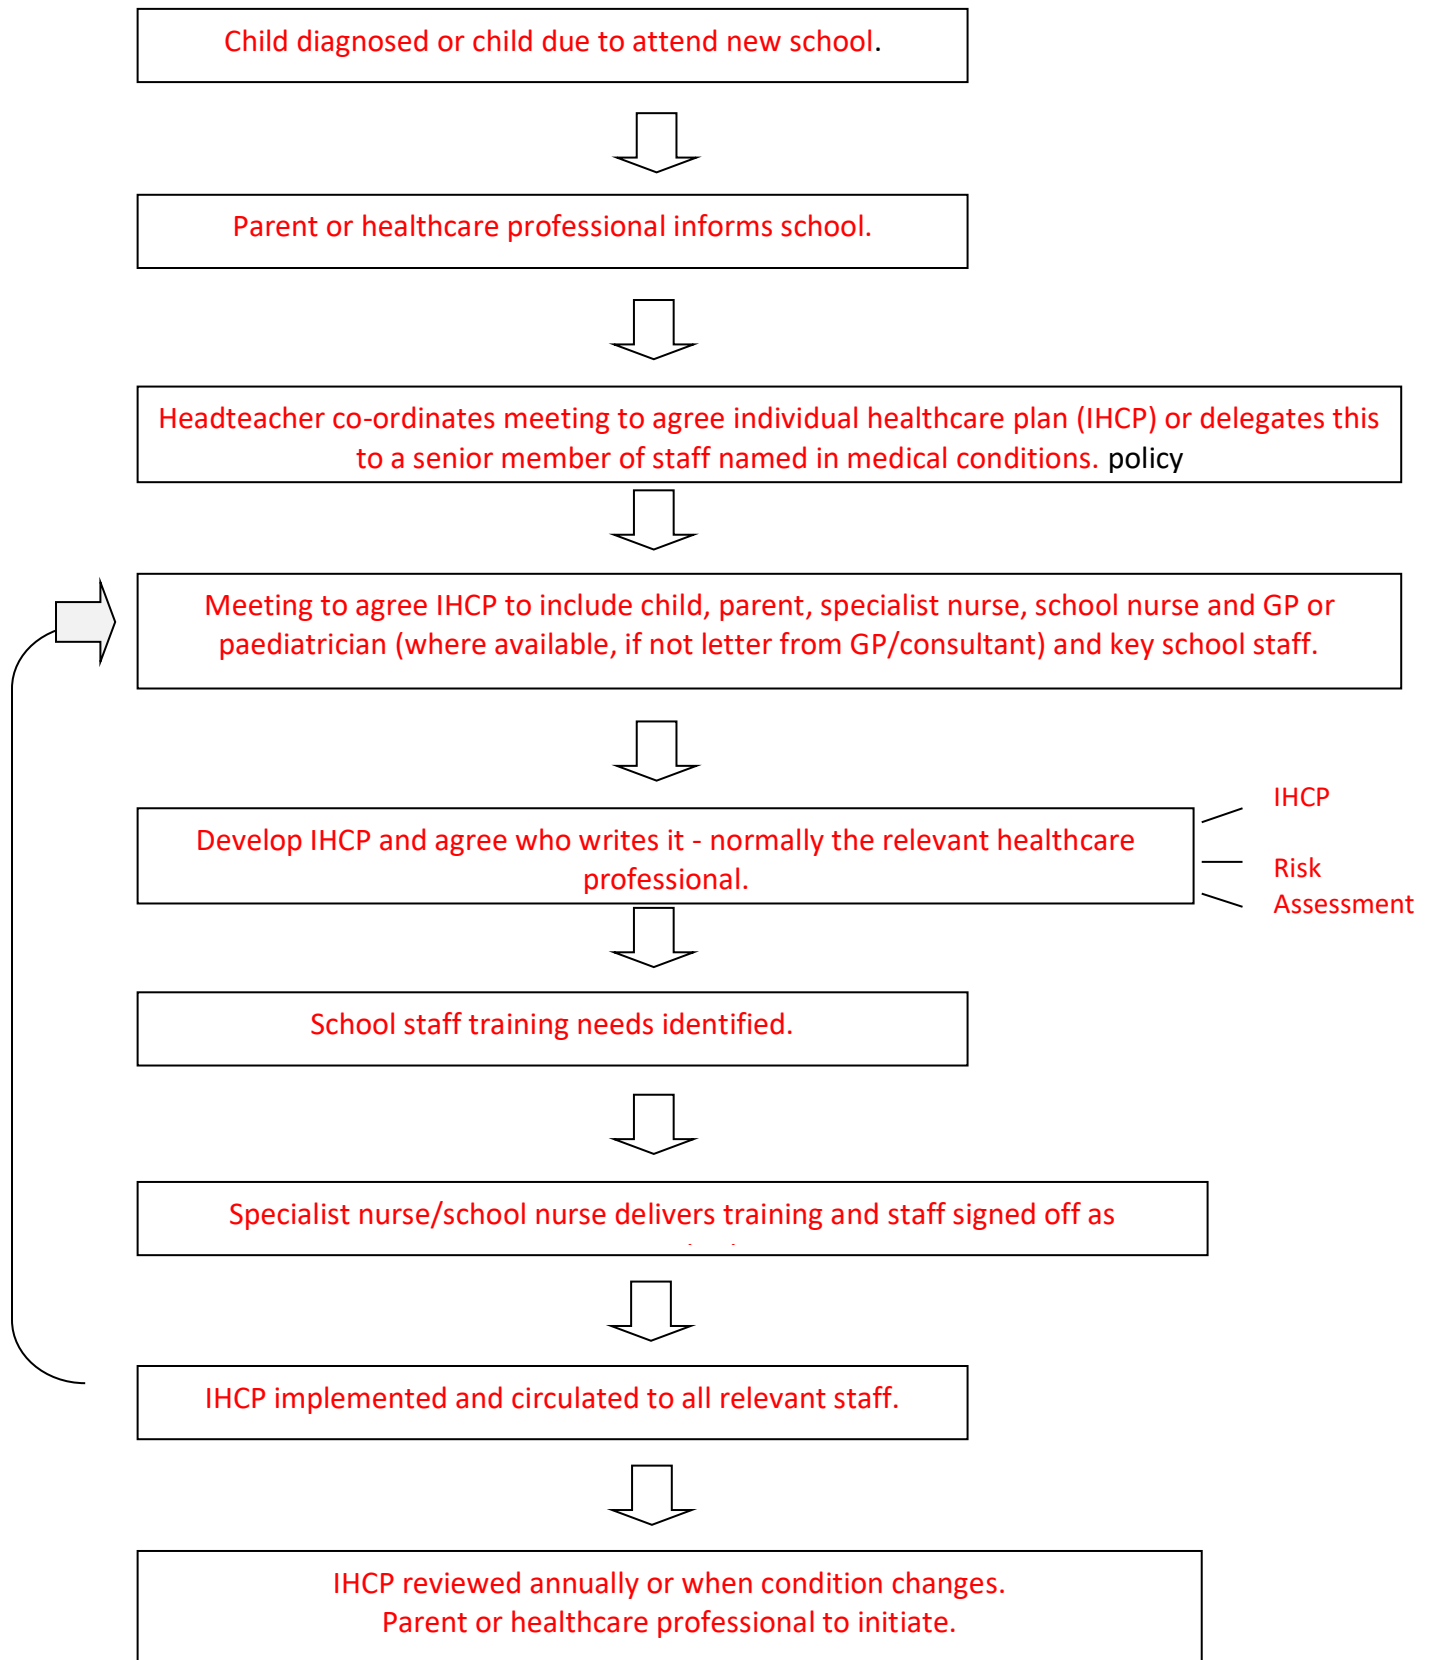 Child diagnosed or child due to attend new school.
Parent or healthcare professional informs school.
Headteacher co-ordinates meeting to agree individual healthcare plan (IHCP) or delegates this
to a senior member of staff named in medical conditions. policy
Meeting to agree IHCP to include child, parent, specialist nurse, school nurse and GP or
paediatrician (where available, if not letter from GP/consultant) and key school staff.
Develop IHCP and agree who writes it - normally the relevant healthcare
professional.
IHCP
Risk
Assessment
School staff training needs identified.
Specialist nurse/school nurse delivers training and staff signed off as
IHCP implemented and circulated to all relevant staff.
IHCP reviewed annually or when condition changes.
Parent or healthcare professional to initiate.